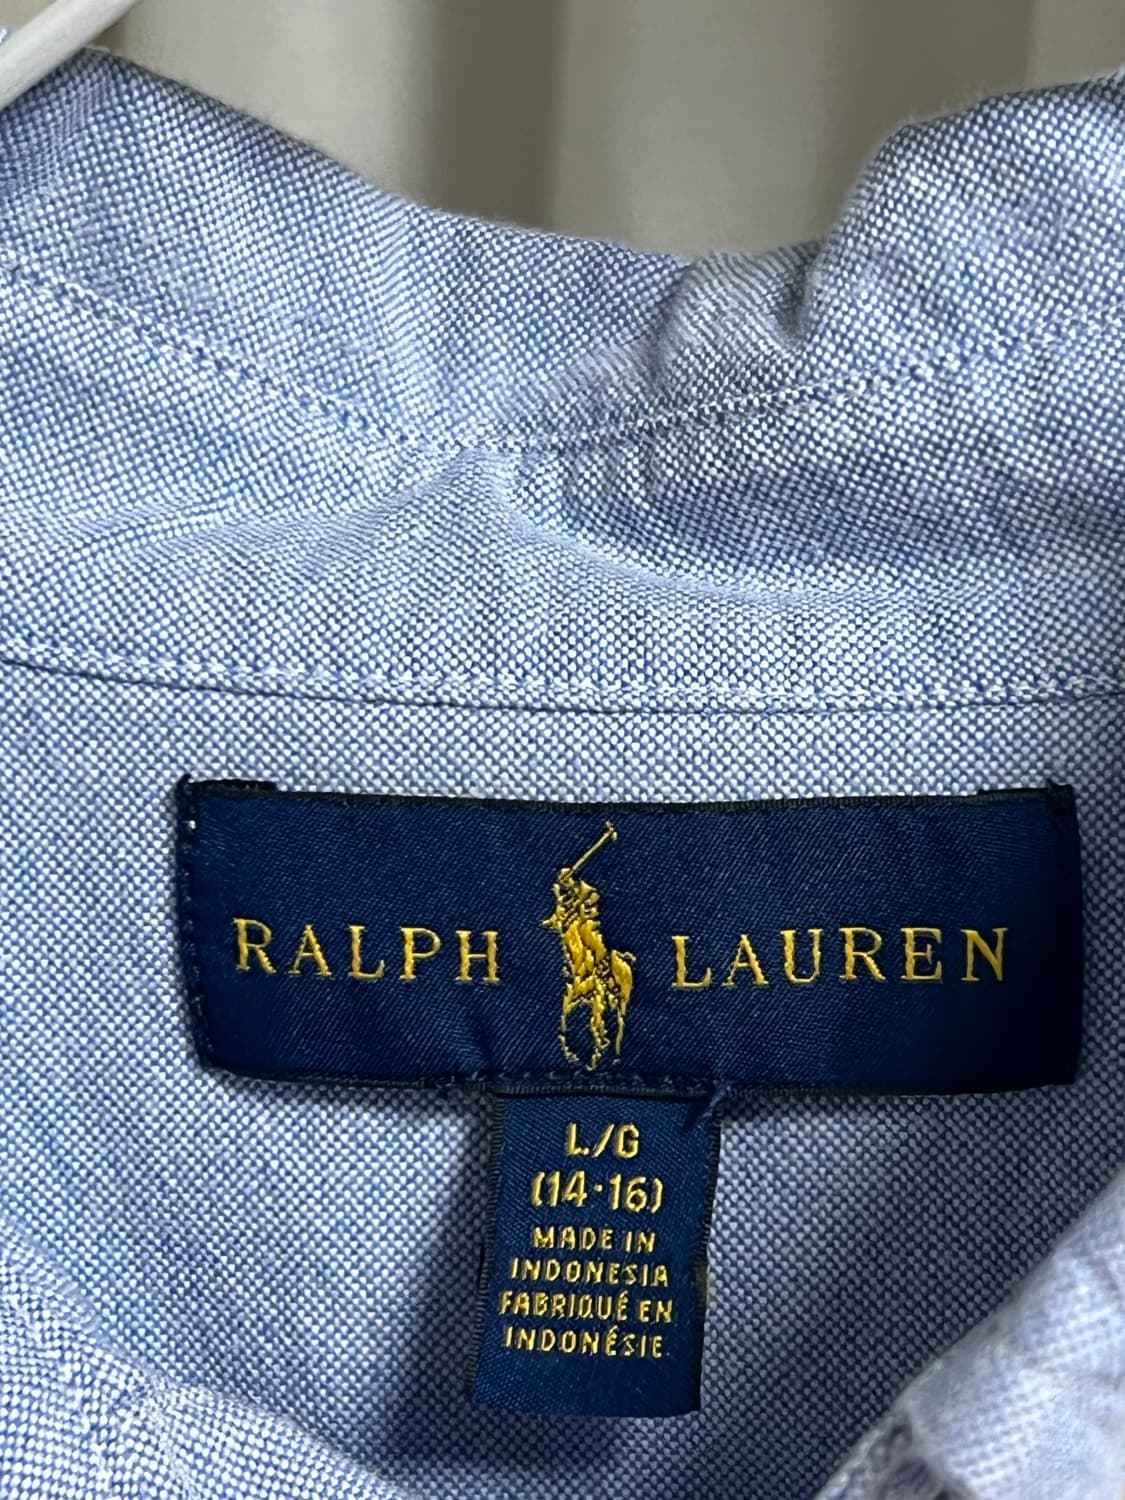 RALPH LAUREN
L/G
(14-16)
MADE IN
INDONESIA
FABRIQUÉ EN
INDONÉSIE